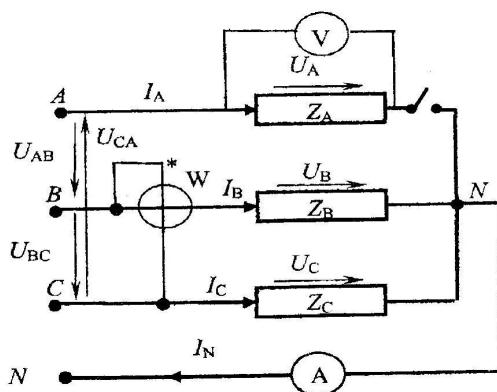 V
U_A
A
I_A
Z_A
U_AB
U_CA
*
W
B
I_B
U_B
Z_B
N
U_BC
C
I_C
U_C
Z_C
N
I_N
A